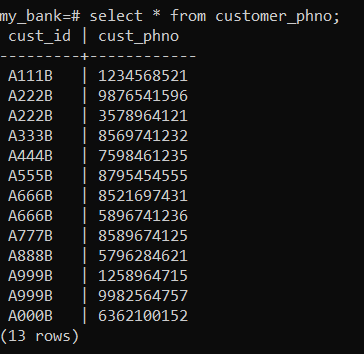 my_bank=# select * from customer_phno;
 cust_id | cust_phno
---------+------------
 A111B   | 1234568521
 A222B   | 9876541596
 A222B   | 3578964121
 A333B   | 8569741232
 A444B   | 7598461235
 A555B   | 8795454555
 A666B   | 8521697431
 A666B   | 5896741236
 A777B   | 8589674125
 A888B   | 5796284621
 A999B   | 1258964715
 A999B   | 9982564757
 A000B   | 6362100152
(13 rows)